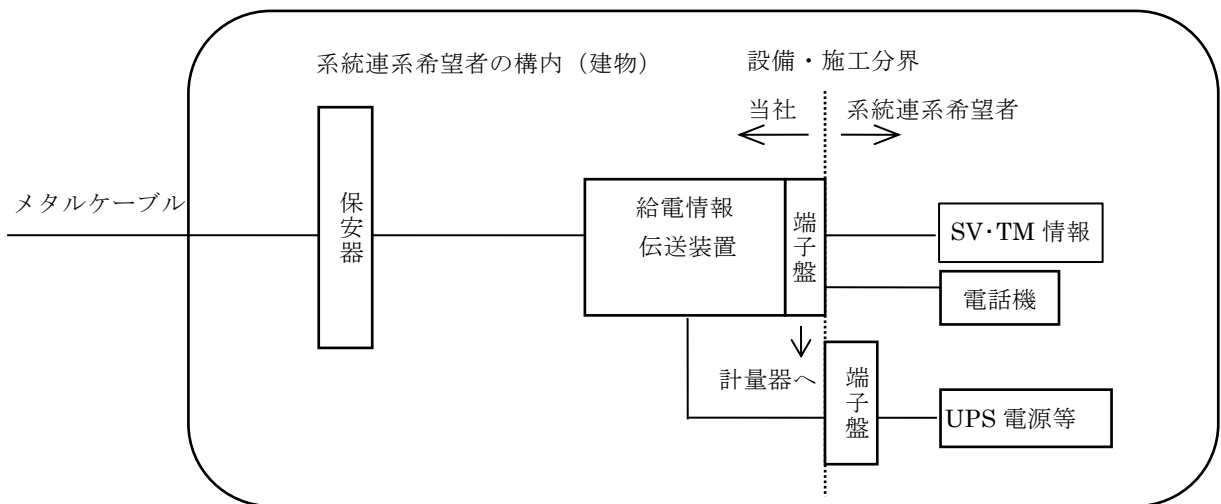 系統連系希望者の構内（建物）
設備・施工分界
当社
系統連系希望者
メタルケーブル
保安器
給電情報
伝送装置
端子盤
SV･TM 情報
電話機
計量器へ
端子盤
UPS 電源等